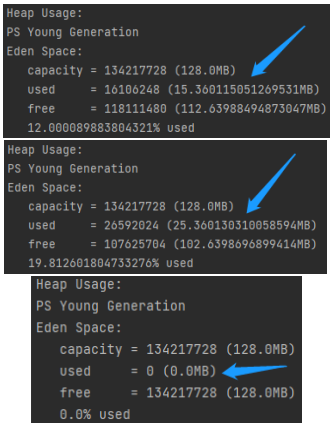 Heap Usage:
PS Young Generation
Eden Space:
capacity = 134217728 (128.0MB)
used     = 16106248 (15.360115051269531MB)
free     = 118111480 (112.63988494873047MB)
12.000089883804321% used
Heap Usage:
PS Young Generation
Eden Space:
capacity = 134217728 (128.0MB)
used     = 26592024 (25.360130310058594MB)
free     = 107625704 (102.6398696899414MB)
19.812601804733276% used
Heap Usage:
PS Young Generation
Eden Space:
capacity = 134217728 (128.0MB)
used     = 0 (0.0MB)
free     = 134217728 (128.0MB)
0.0% used